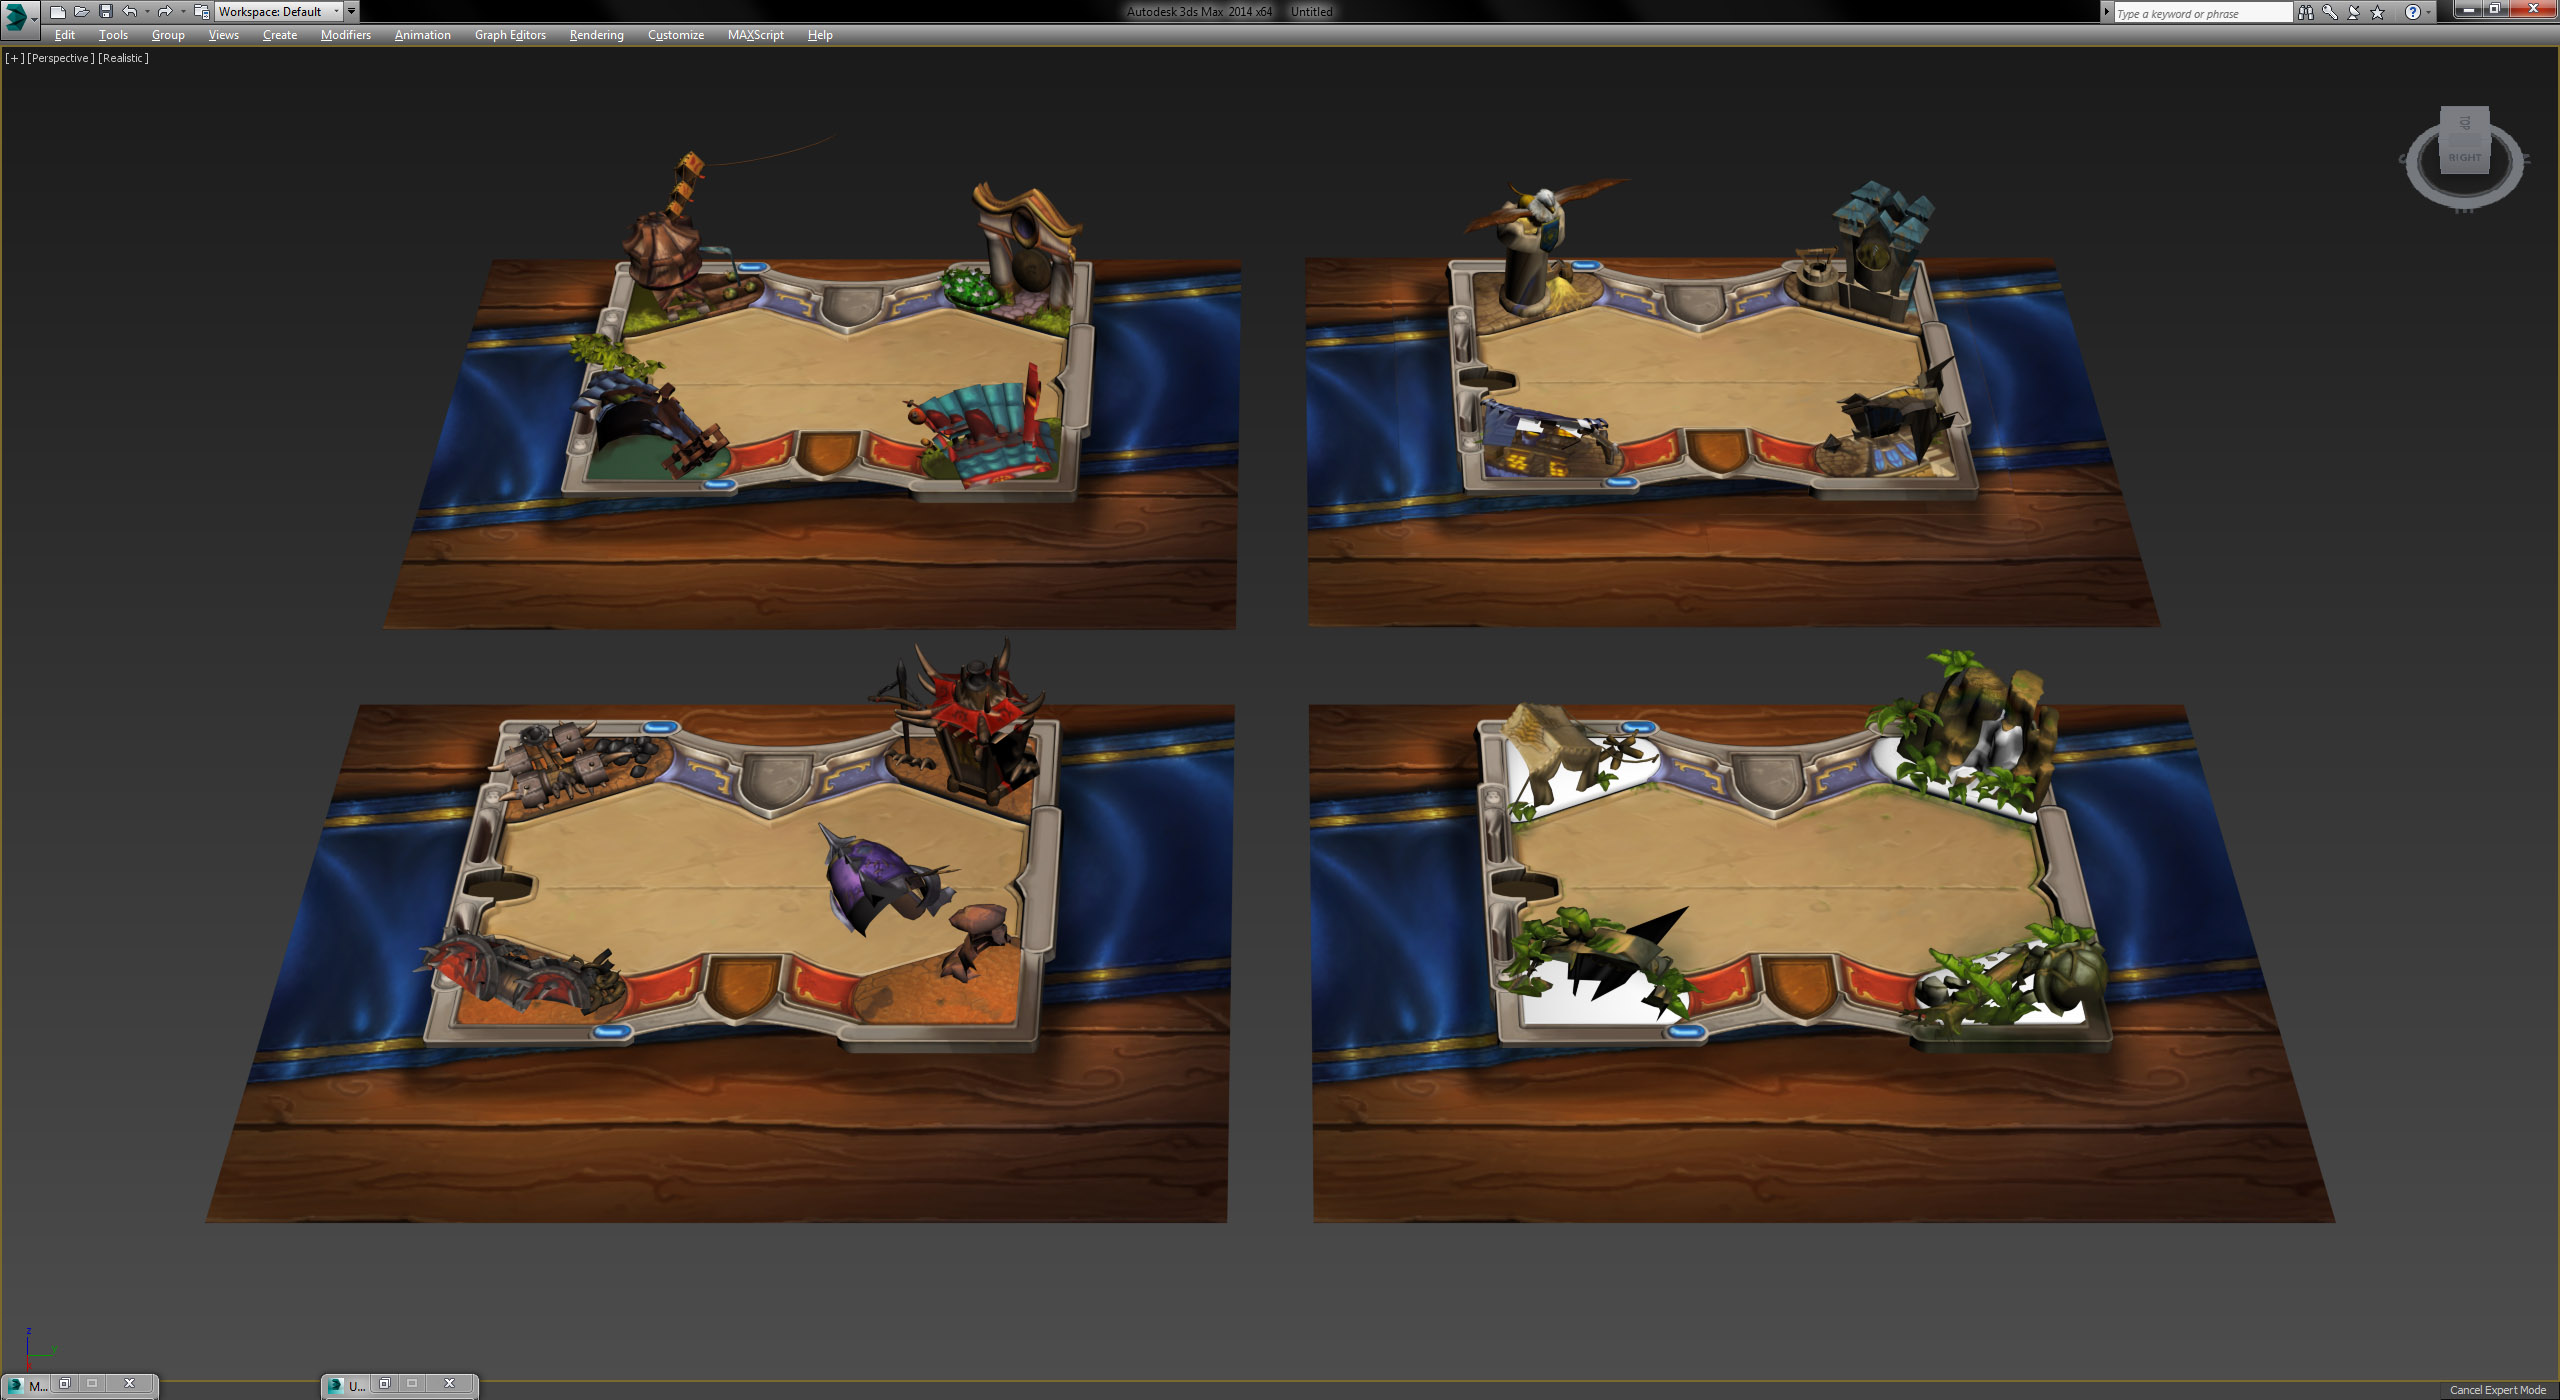 Workspace: Default
Autodesk 3ds Max 2014 x64 Untitled
Type a keyword or phrase
Edit Tools Group Views Create Modifiers Animation Graph Editors Rendering Customize MAXScript Help
[+] [Perspective] [Realistic]
TOP
RIGHT
z
y
x
M...
U...
Cancel Expert Mode